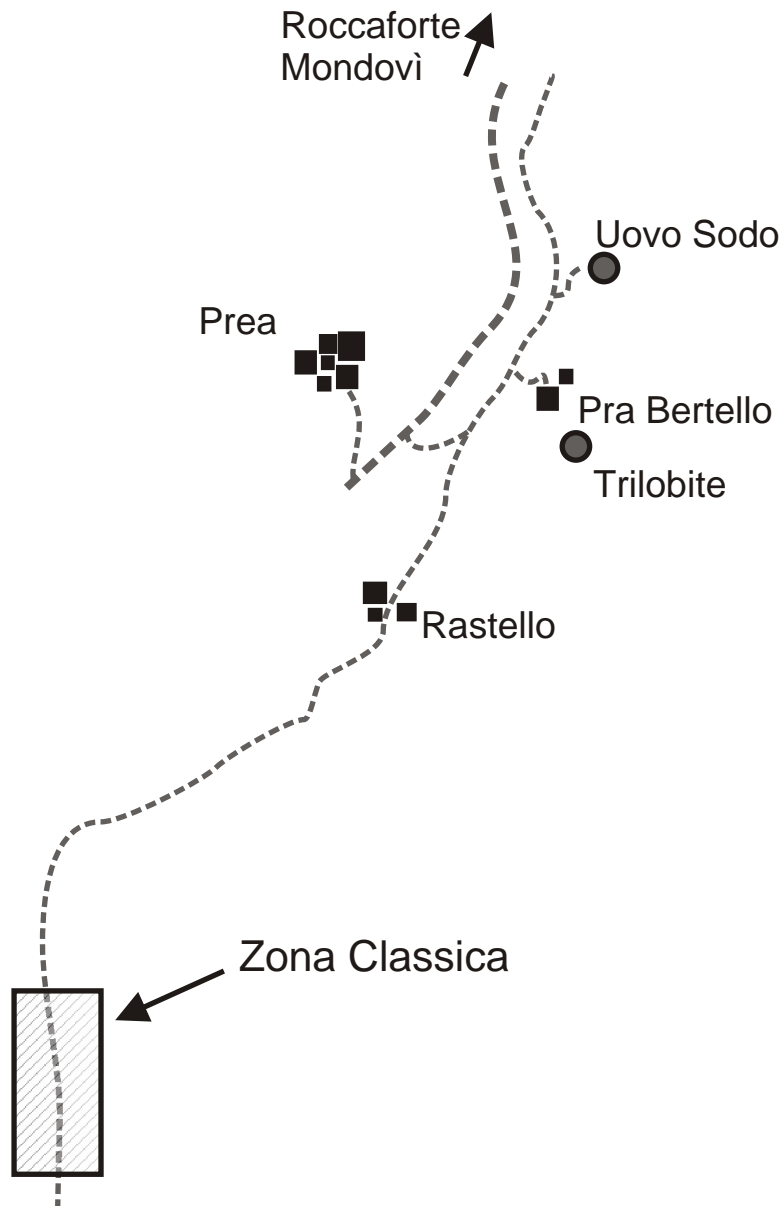 Roccaforte
Mondovì
Uovo Sodo
Prea
Pra Bertello
Trilobite
Rastello
Zona Classica